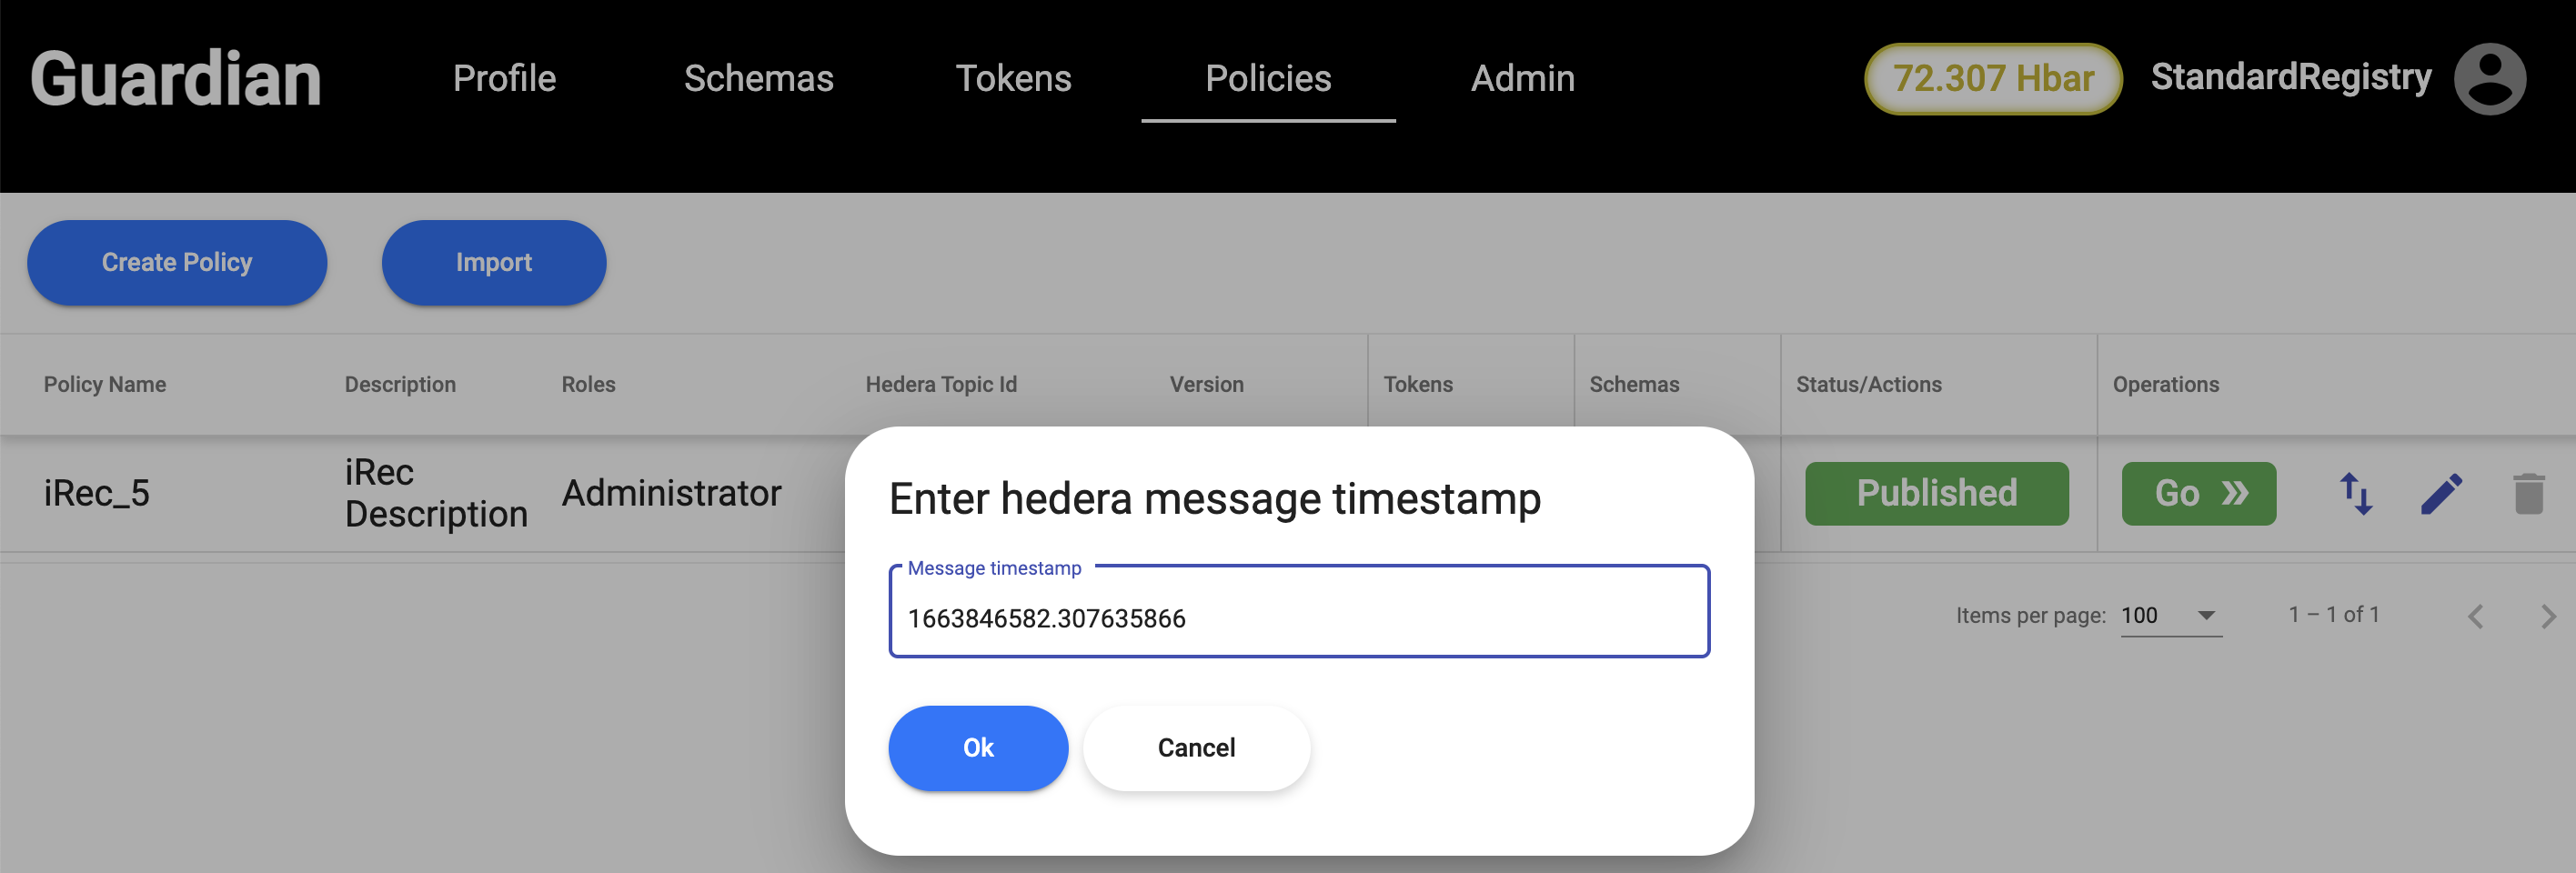 Guardian Profile Schemas Tokens Policies Admin 72.307 Hbar StandardRegistry
Create Policy Import
Policy Name Description Roles Hedera Topic Id Version Tokens Schemas Status/Actions Operations
iRec_5 iRec Description Administrator Published Go
Enter hedera message timestamp
Message timestamp
1663846582.307635866
Ok Cancel
Items per page: 100 1 – 1 of 1